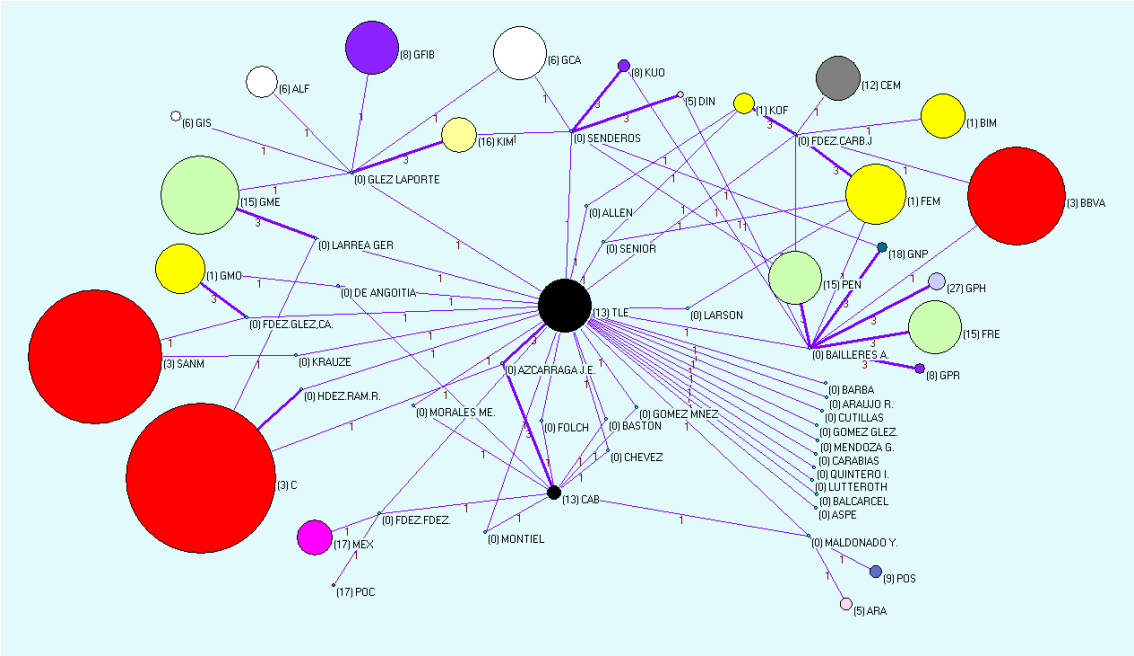 (8) GFIB
(6) GCA
(8) KUO
(6) ALF
(12) CEM
(5) DIN
(1) KOF
(1) BIM
(6) GIS
(16) KIM
(0) SENDEROS
(0) FDEZ.CARB.J
(0) GLEZ LAPORTE
(15) GME
(1) FEM
(3) BBVA
(0) ALLEN
(0) LARREA GER
(0) SENIOR
(18) GNP
(1) GMO
(15) PEN
(27) GPH
(0) DE ANGOITIA
(13) TLE
(0) LARSON
(0) FDEZ.GLEZ,CA.
(15) FRE
(3) SANM
(0) KRAUZE
(0) BAILLERES A.
(0) AZCARRAGA J.E.
(8) GPR
(0) HDEZ.RAM.R.
(0) BARBA
(0) ARAUJO R.
(0) MORALES ME.
(0) GOMEZ MNEZ
(0) CUTILLAS
(0) FOLCH
(0) BASTON
(0) GOMEZ GLEZ.
(0) MENDOZA G.
(0) CHEVEZ
(0) CARABIAS
(0) QUINTERO I.
(3) C
(0) LUTTEROTH
(13) CAB
(0) BALCARCEL
(0) ASPE
(0) FDEZ.FDEZ.
(0) MONTIEL
(0) MALDONADO Y.
(17) MEX
(9) POS
(17) POC
(5) ARA
1
3